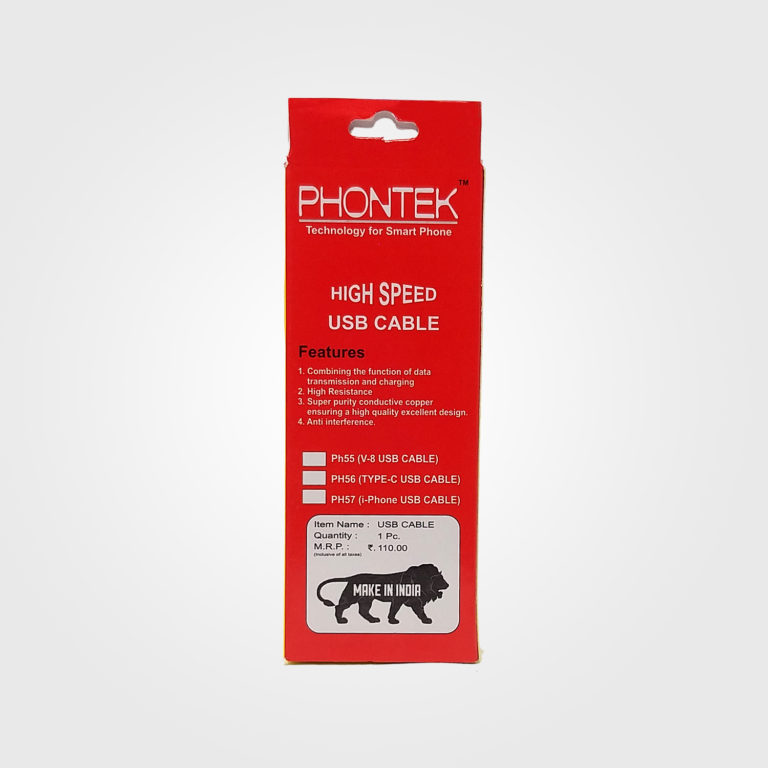 PHONTEK™
Technology for Smart Phone
HIGH SPEED
USB CABLE
Features
1. Combining the function of data
transmission and charging
2. High Resistance
3. Super purity conductive copper
ensuring a high quality excellent design.
4. Anti interference.
Ph55 (V-8 USB CABLE)
PH56 (TYPE-C USB CABLE)
PH57 (i-Phone USB CABLE)
Item Name : USB CABLE
Quantity : 1 Pc.
M.R.P. : ₹. 110.00
(Inclusive of all taxes)
MAKE IN INDIA